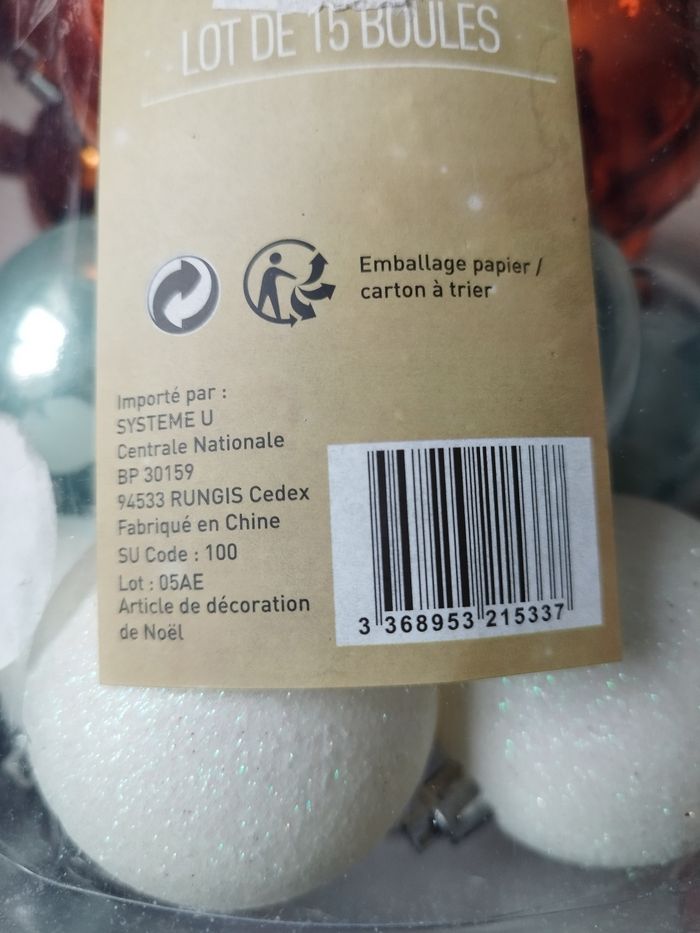 LOT DE 15 BOULES
Emballage papier /
carton à trier
Importé par :
SYSTEME U
Centrale Nationale
BP 30159
94533 RUNGIS Cedex
Fabriqué en Chine
SU Code : 100
Lot : 05AE
Article de décoration
de Noël
3 368953 215337